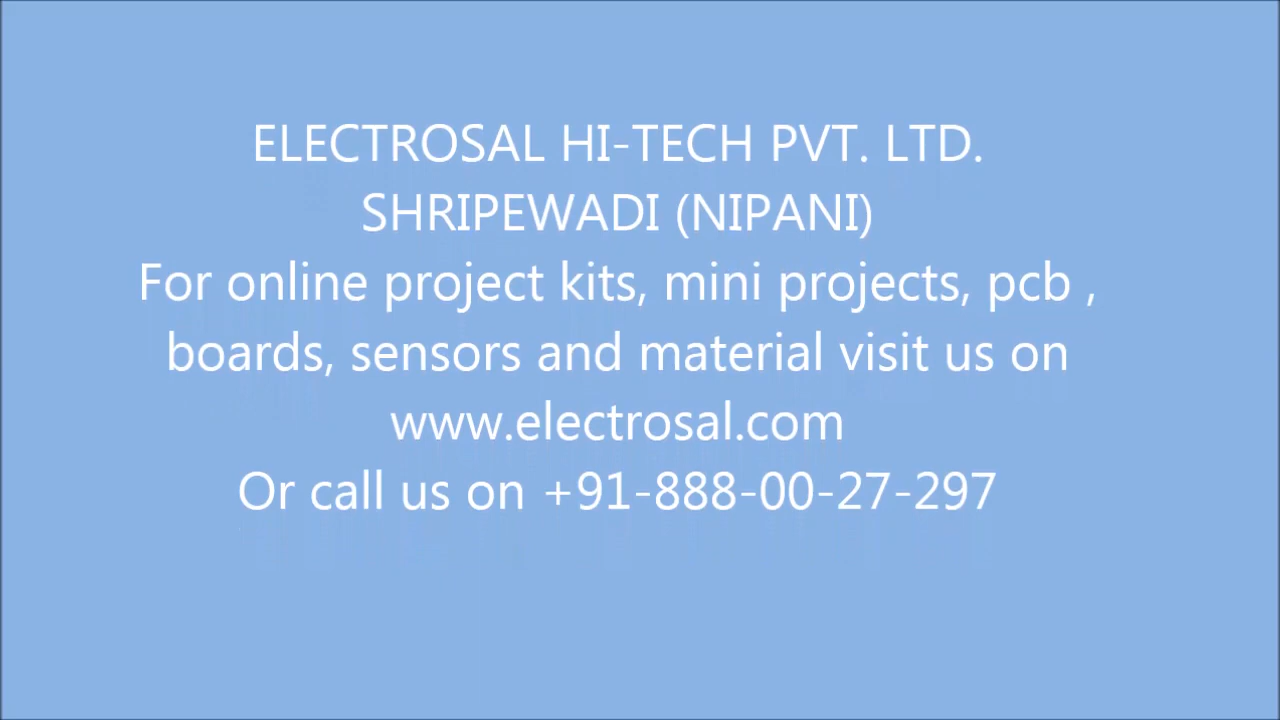 ELECTROSAL HI-TECH PVT. LTD.
SHRIPEWADI (NIPANI)
For online project kits, mini projects, pcb ,
boards, sensors and material visit us on
www.electrosal.com
Or call us on +91-888-00-27-297